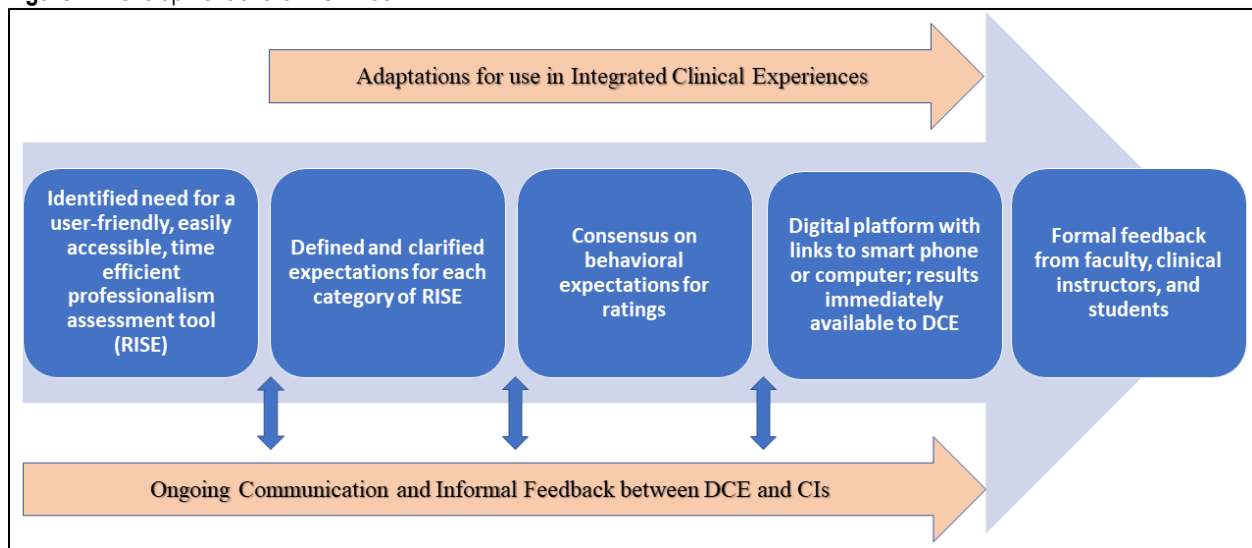 Adaptations for use in Integrated Clinical Experiences
Identified need for a
user-friendly, easily
accessible, time
efficient
professionalism
assessment tool
(RISE)
Defined and clarified
expectations for each
category of RISE
Consensus on
behavioral
expectations for
ratings
Digital platform with
links to smart phone
or computer; results
immediately
available to DCE
Formal feedback
from faculty, clinical
instructors, and
students
Ongoing Communication and Informal Feedback between DCE and CIs